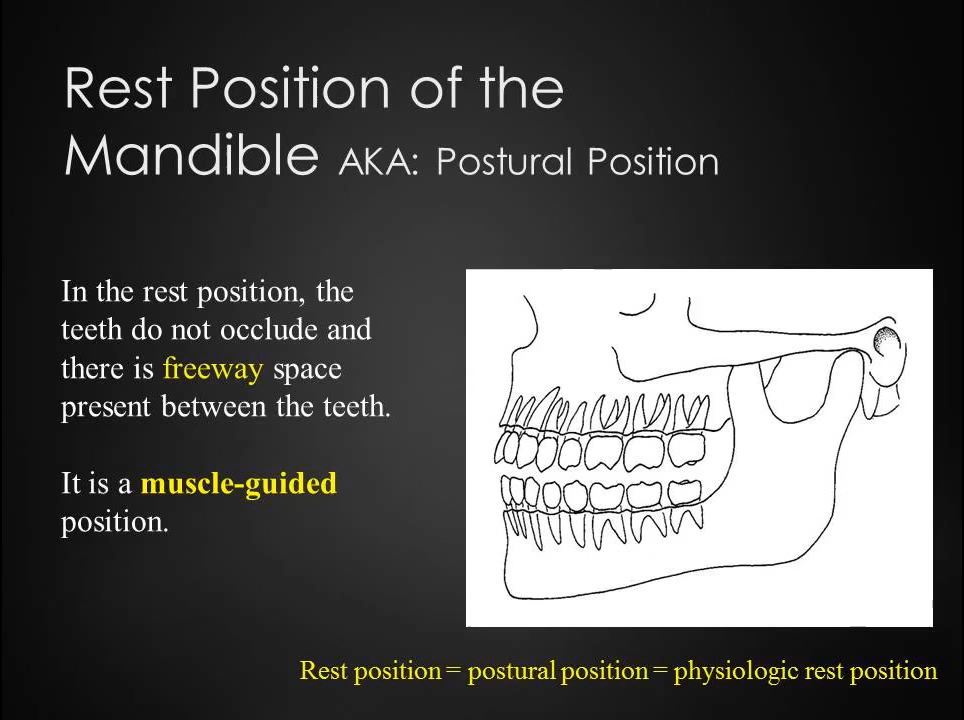 Rest Position of the
Mandible AKA: Postural Position
In the rest position, the
teeth do not occlude and
there is freeway space
present between the teeth.
It is a muscle-guided
position.
Rest position = postural position = physiologic rest position